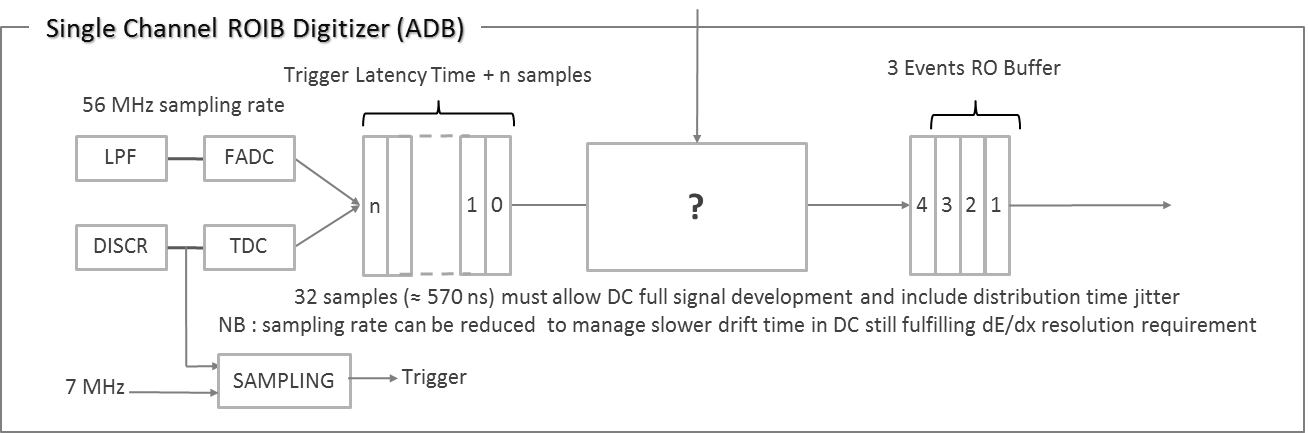 Single Channel ROIB Digitizer (ADB)
Trigger Latency Time + n samples
3 Events RO Buffer
56 MHz sampling rate
LPF
FADC
n
1 0
?
4 3 2 1
DISCR
TDC
32 samples (≈ 570 ns) must allow DC full signal development and include distribution time jitter
NB : sampling rate can be reduced to manage slower drift time in DC still fulfilling dE/dx resolution requirement
7 MHz
SAMPLING
Trigger